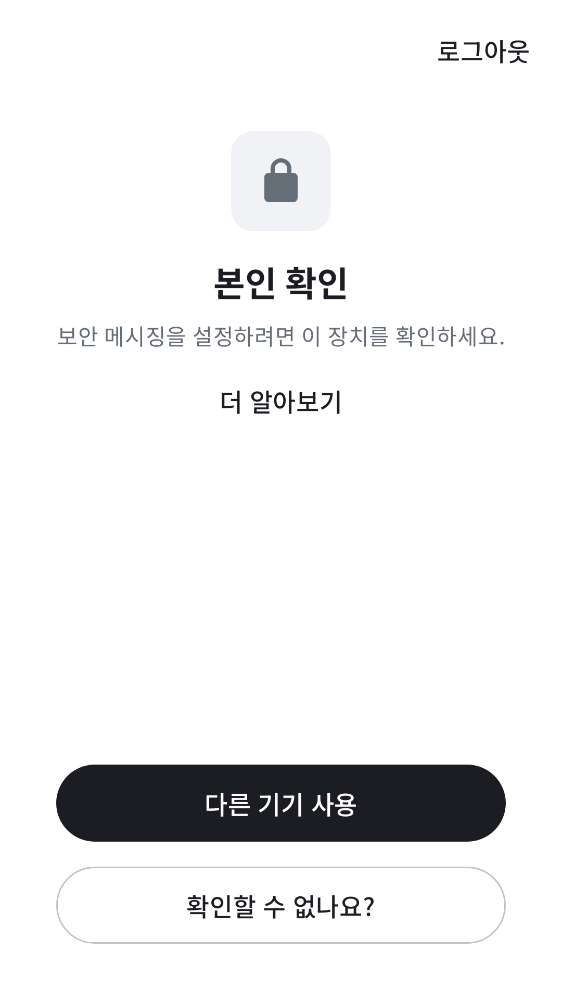 로그아웃
본인 확인
보안 메시징을 설정하려면 이 장치를 확인하세요.
더 알아보기
다른 기기 사용
확인할 수 없나요?